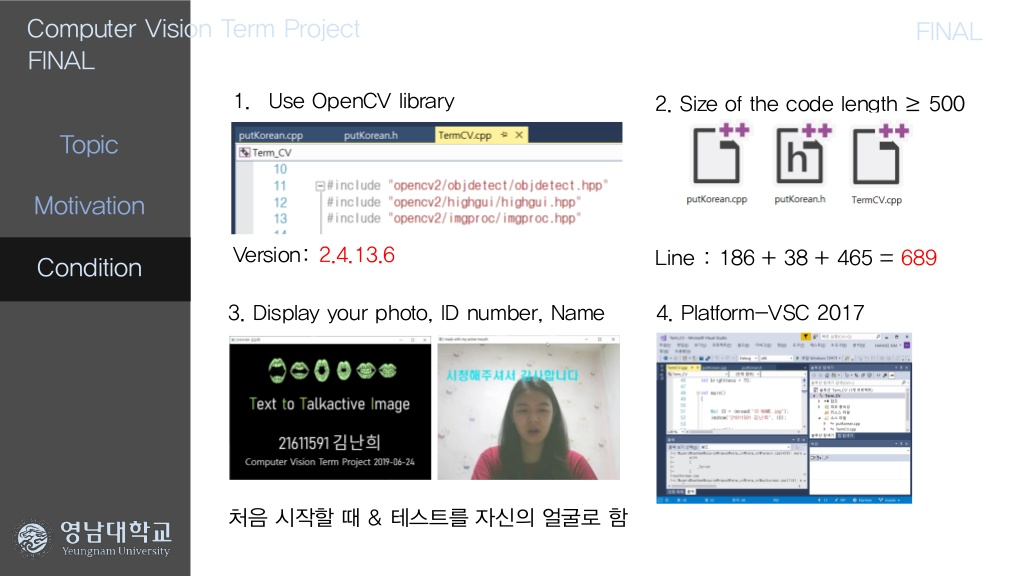 Computer Vision Term Project
FINAL
FINAL
Topic
Motivation
Condition
1. Use OpenCV library
putKorean.cpp putKorean.h TermCV.cpp
Term_CV
10
11 #include "opencv2/objdetect/objdetect.hpp"
12 #include "opencv2/highgui/highgui.hpp"
13 #include "opencv2/imgproc/imgproc.hpp"
Version: 2.4.13.6
2. Size of the code length ≥ 500
++ ++ ++
h
putKorean.cpp putKorean.h TermCV.cpp
Line : 186 + 38 + 465 = 689
3. Display your photo, ID number, Name
Text to Talkactive Image
21611591 김난희
Computer Vision Term Project 2019-06-24
시청해주셔서 감사합니다
처음 시작할 때 & 테스트를 자신의 얼굴로 함
4. Platform-VSC 2017
영남대학교
Yeungnam University